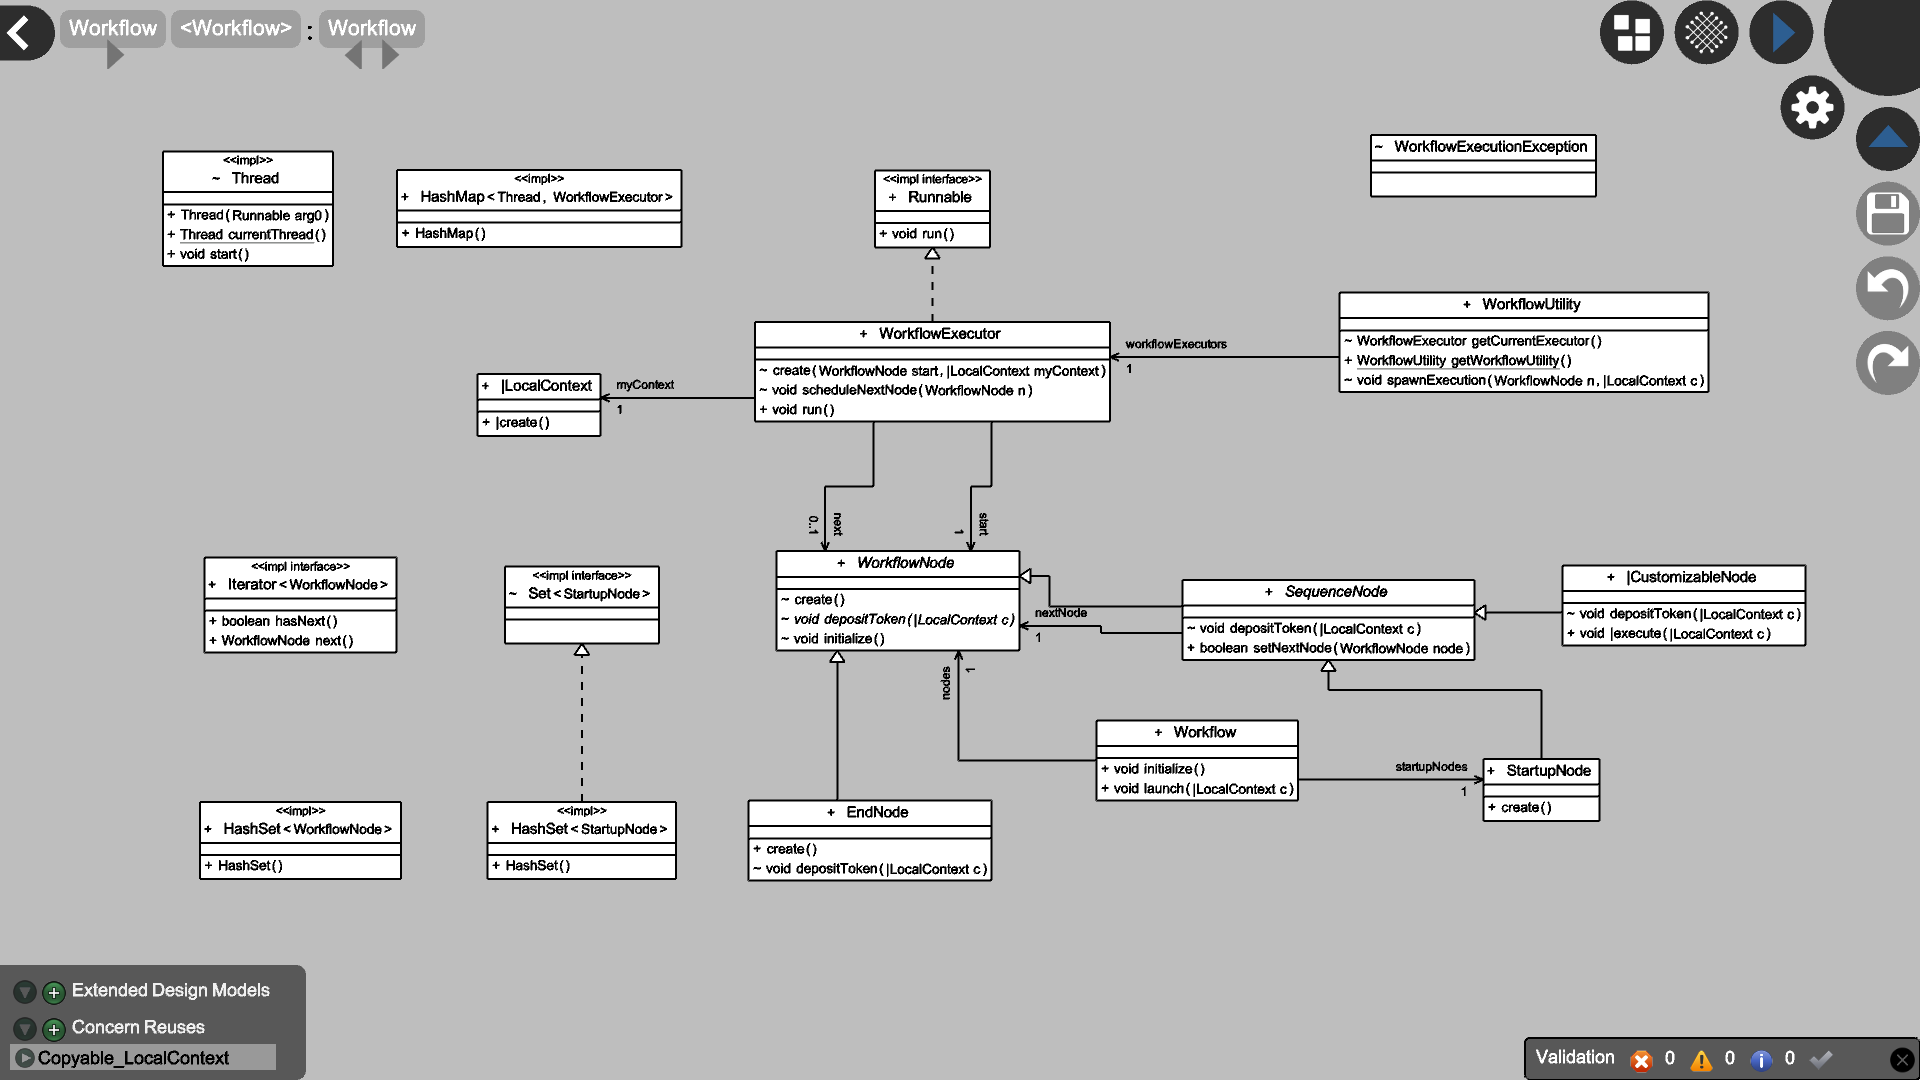 Workflow <Workflow> : Workflow
<<impl>>
~ Thread
+ Thread(Runnable arg0)
+ Thread currentThread()
+ void start()
<<impl>>
+ HashMap<Thread, WorkflowExecutor>
+ HashMap()
<<impl interface>>
+ Runnable
+ void run()
~ WorkflowExecutionException
+ WorkflowUtility
~ WorkflowExecutor getCurrentExecutor()
+ WorkflowUtility getWorkflowUtility()
~ void spawnExecution(WorkflowNode n, |LocalContext c)
workflowExecutors
1
+ WorkflowExecutor
~ create(WorkflowNode start, |LocalContext myContext)
~ void scheduleNextNode(WorkflowNode n)
+ void run()
myContext
1
+ |LocalContext
+ |create()
next
0..1
start
1
<<impl interface>>
+ Iterator<WorkflowNode>
+ boolean hasNext()
+ WorkflowNode next()
<<impl interface>>
~ Set<StartupNode>
+ WorkflowNode
~ create()
~ void depositToken(|LocalContext c)
~ void initialize()
nextNode
1
+ SequenceNode
~ void depositToken(|LocalContext c)
+ boolean setNextNode(WorkflowNode node)
+ |CustomizableNode
~ void depositToken(|LocalContext c)
+ void |execute(|LocalContext c)
nodes
1
+ Workflow
+ void initialize()
+ void launch(|LocalContext c)
startupNodes
1
+ StartupNode
+ create()
<<impl>>
+ HashSet<WorkflowNode>
+ HashSet()
<<impl>>
+ HashSet<StartupNode>
+ HashSet()
+ EndNode
+ create()
~ void depositToken(|LocalContext c)
Extended Design Models
Concern Reuses
Copyable_LocalContext
Validation 0 0 0